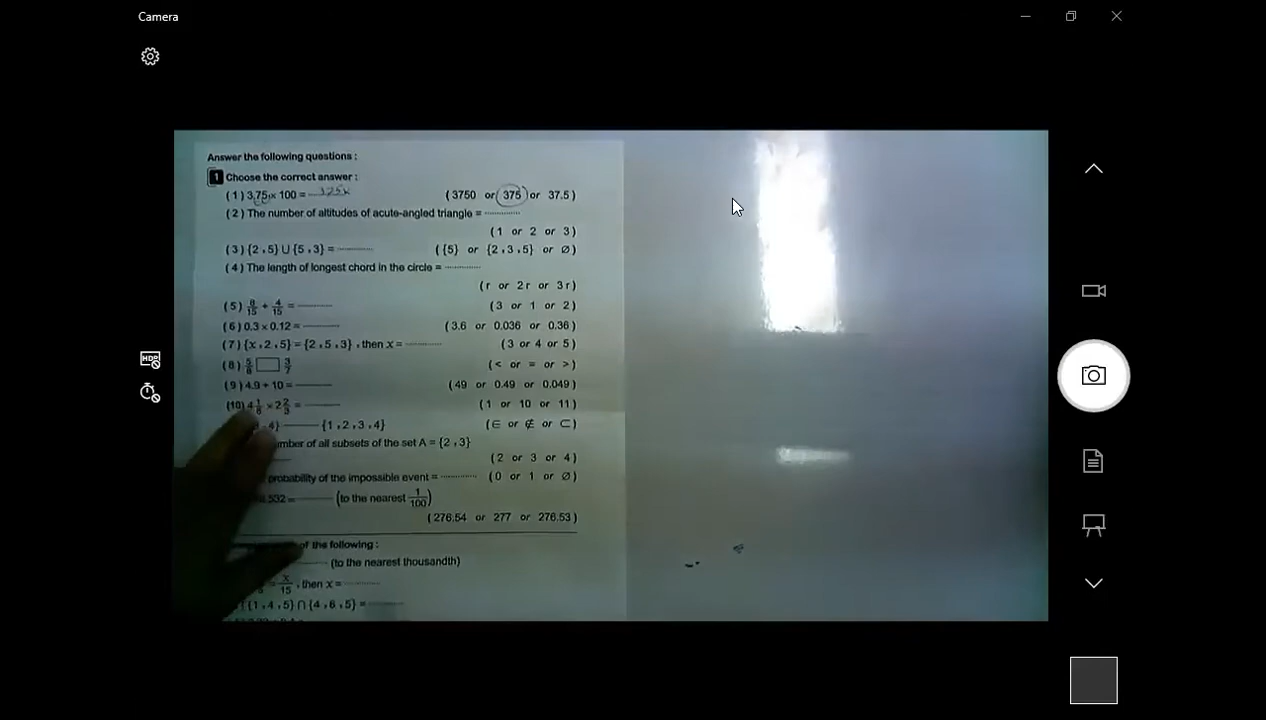 Camera
Answer the following questions :
1 Choose the correct answer :
(1) 3.75 × 100 = ( 3750 or 375 or 37.5 )
(2) The number of altitudes of acute-angled triangle = ............
( 1 or 2 or 3 )
(3) {2 , 5} ∪ {5 , 3} = ............ ( {5} or {2 , 3 , 5} or ∅ )
(4) The length of longest chord in the circle = ............
( r or 2 r or 3 r )
(5) 8/15 + 4/15 = ............ ( 3 or 1 or 2 )
(6) 0.3 × 0.12 = ............ ( 3.6 or 0.036 or 0.36 )
(7) {x , 2 , 5} = {2 , 5 , 3} , then x = ............ ( 3 or 4 or 5 )
(8) 5/8 □ 3/7 ( < or = or > )
(9) 4.9 ÷ 10 = ............ ( 49 or 0.49 or 0.049 )
(10) 4 1/8 × 2 2/3 = ............ ( 1 or 10 or 11 )
4} ............ {1 , 2 , 3 , 4} ( ∈ or ∉ or ⊂ )
of all subsets of the set A = {2 , 3}
( 2 or 3 or 4 )
probability of the impossible event = ............ ( 0 or 1 or ∅ )
.532 = ............ (to the nearest 1/100)
( 276.54 or 277 or 276.53 )
of the following :
............ (to the nearest thousandth)
= x/15 , then x = ............
{1 , 4 , 5} ∩ {4 , 6 , 5} = ............